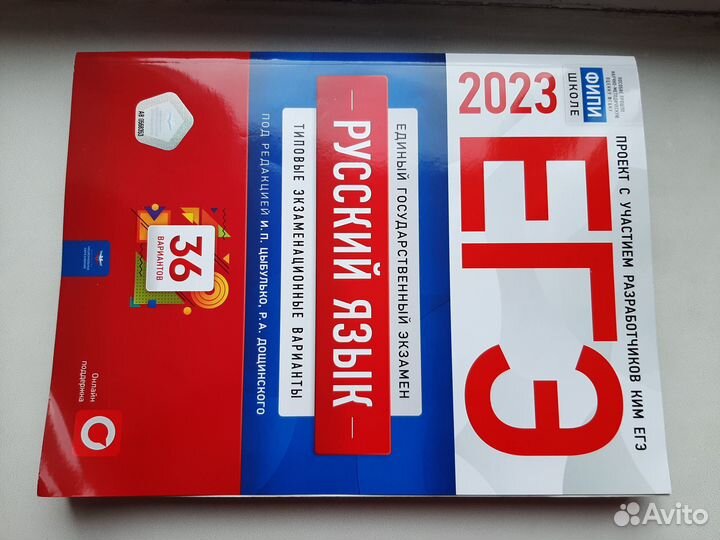 2023
ФИПИ
ШКОЛЕ
ПРОЕКТ С УЧАСТИЕМ РАЗРАБОТЧИКОВ КИМ ЕГЭ
ЕГЭ
ЕДИНЫЙ ГОСУДАРСТВЕННЫЙ ЭКЗАМЕН
РУССКИЙ ЯЗЫК
ТИПОВЫЕ ЭКЗАМЕНАЦИОННЫЕ ВАРИАНТЫ
ПОД РЕДАКЦИЕЙ И.П. ЦЫБУЛЬКО, Р.А. ДОЩИНСКОГО
36
ВАРИАНТОВ
Онлайн
поддержка
Avito